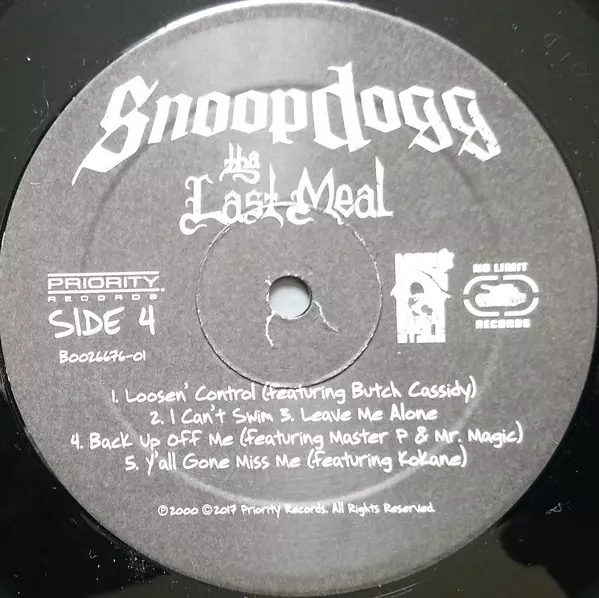 Snoop Dogg
tha
Last Meal
PRIORITY
RECORDS
NO LIMIT
RECORDS
SIDE 4
B0026676-01
1. Loosen' Control (featuring Butch Cassidy)
2. I Can't Swim 3. Leave Me Alone
4. Back Up Off Me (featuring Master P & Mr. Magic)
5. Y'all Gone Miss Me (featuring Kokane)
℗2000 ©2017 Priority Records. All Rights Reserved.